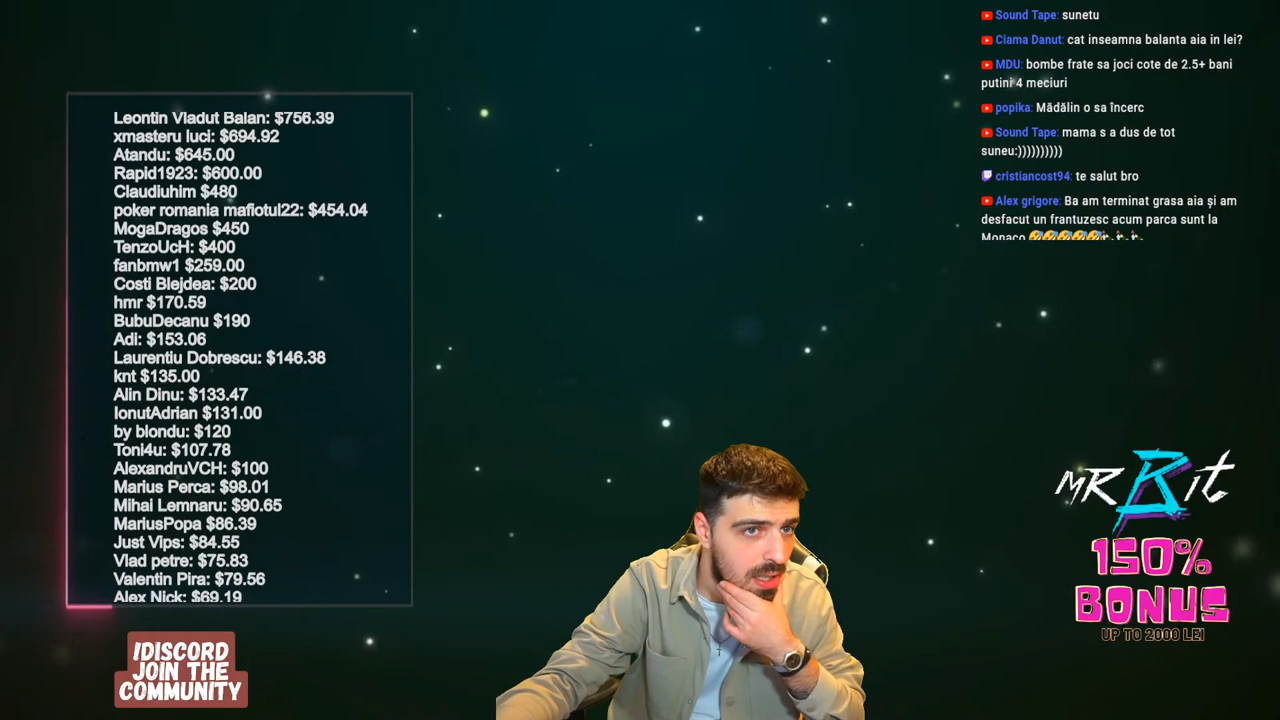 Leontin Vladut Balan: $756.39
xmasteru luci: $694.92
Atandu: $645.00
Rapid1923: $600.00
Claudiuhim $480
poker romania mafiotul22: $454.04
MogaDragos $450
TenzoUcH: $400
fanbmw1 $259.00
Costi Blejdea: $200
hmr $170.59
BubuDecanu $190
Adi: $153.06
Laurentiu Dobrescu: $146.38
knt $135.00
Alin Dinu: $133.47
IonutAdrian $131.00
by blondu: $120
Toni4u: $107.78
AlexandruVCH: $100
Marius Perca: $98.01
Mihai Lemnaru: $90.65
MariusPopa $86.39
Just Vips: $84.55
Vlad petre: $75.83
Valentin Pira: $79.56
Alex Nick: $69.19
!DISCORD
JOIN THE
COMMUNITY
Sound Tape: sunetu
Ciama Danut: cat inseamna balanta aia in lei?
MDU: bombe frate sa joci cote de 2.5+ bani
putini 4 meciuri
popika: Mădălin o sa încerc
Sound Tape: mama s a dus de tot
suneu:))))))))))
cristiancost94: te salut bro
Alex grigore: Ba am terminat grasa aia și am
desfacut un frantuzesc acum parca sunt la
Monaco 🤣🤣🤣🤣🤣🍾🍾🍾
MR Bit
150%
BONUS
UP TO 2000 LEI